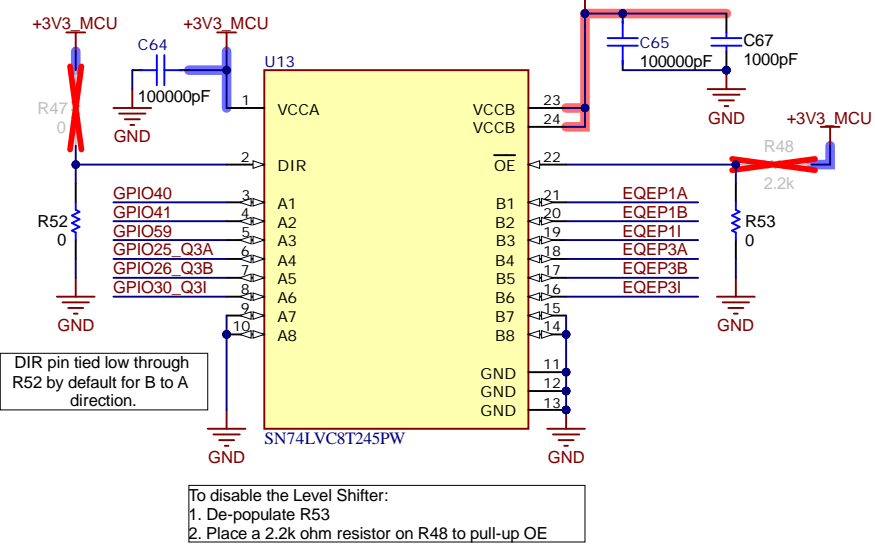 +3V3_MCU
+3V3_MCU
C64
100000pF
GND
R47
0
C65
100000pF
C67
1000pF
GND
+3V3_MCU
R48
2.2k
U13
1
VCCA
VCCB
23
VCCB
24
2
DIR
OE
22
GPIO40
3
A1
B1
21
EQEP1A
GPIO41
4
A2
B2
20
EQEP1B
GPIO59
5
A3
B3
19
EQEP1I
GPIO25_Q3A
6
A4
B4
18
EQEP3A
GPIO26_Q3B
7
A5
B5
17
EQEP3B
GPIO30_Q3I
8
A6
B6
16
EQEP3I
9
A7
B7
15
10
A8
B8
14
GND
11
GND
12
GND
13
R52
0
GND
R53
0
GND
DIR pin tied low through
R52 by default for B to A
direction.
GND
SN74LVC8T245PW
GND
To disable the Level Shifter:
1. De-populate R53
2. Place a 2.2k ohm resistor on R48 to pull-up OE